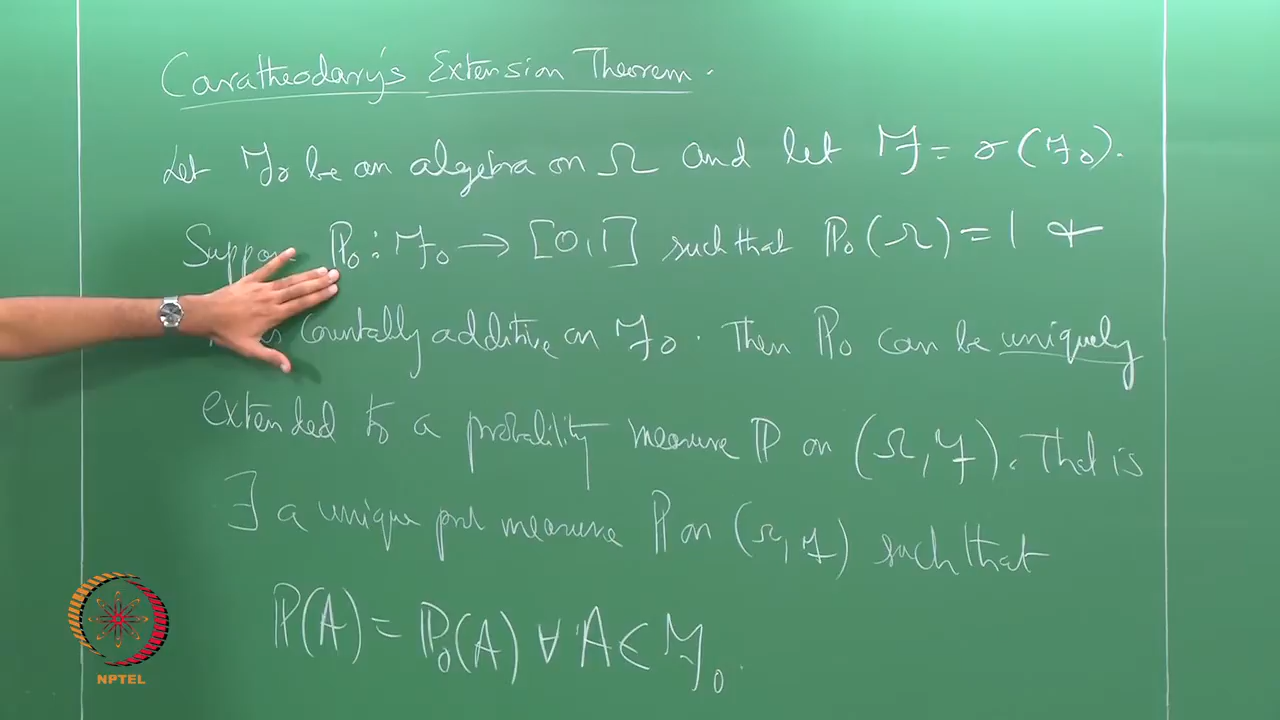 Caratheodary's Extension Theorem.
Let ℱ₀ be an algebra on Ω and let ℱ = σ(ℱ₀).
Suppose ℙ₀ : ℱ₀ → [0,1] such that ℙ₀(Ω) = 1 &
is countably additive on ℱ₀. Then ℙ₀ can be uniquely
extended to a probability measure ℙ on (Ω, ℱ). That is
∃ a unique prb measure ℙ on (Ω, ℱ) such that
ℙ(A) = ℙ₀(A) ∀ A ∈ ℱ₀.
NPTEL